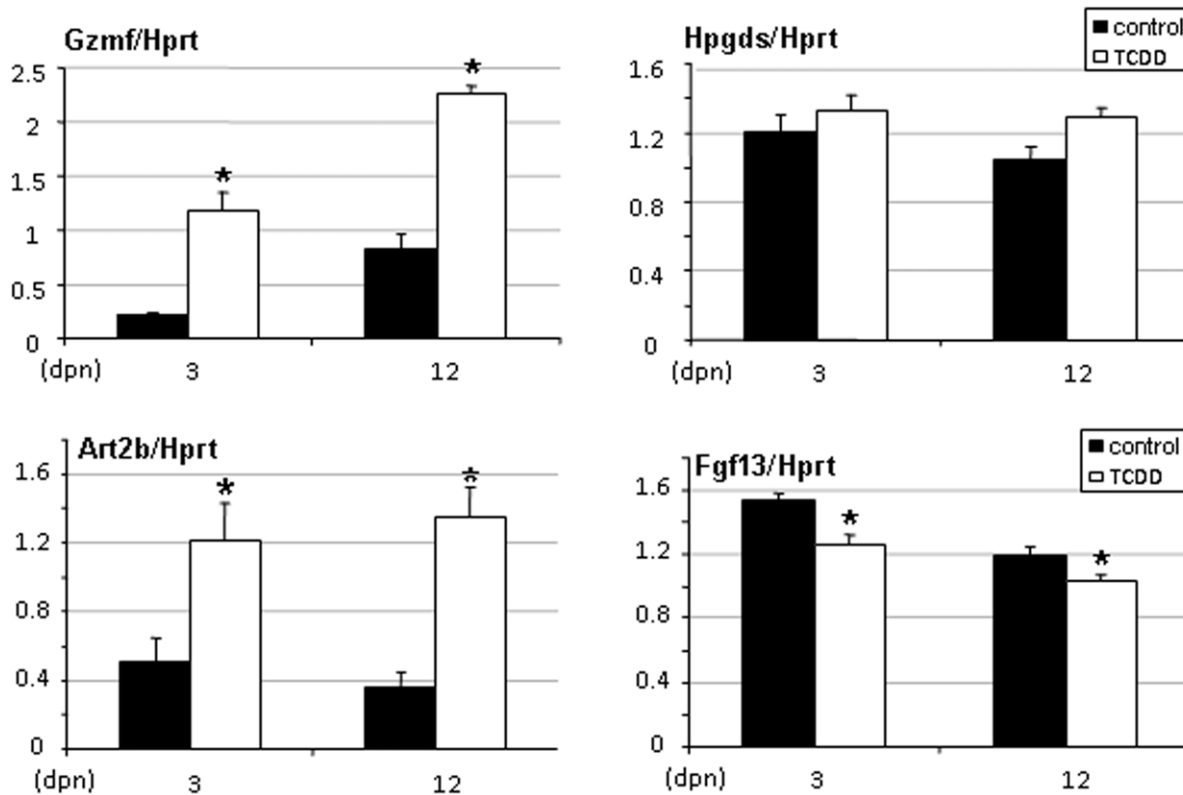 Gzmf/Hprt
2.5
2
1.5
1
0.5
0
(dpn) 3 12
*
*
Hpgds/Hprt
control
TCDD
1.6
1.2
0.8
0.4
0
(dpn) 3 12
Art2b/Hprt
1.6
1.2
0.8
0.4
0
(dpn) 3 12
*
*
Fgf13/Hprt
control
TCDD
1.6
1.2
0.8
0.4
0
(dpn) 3 12
*
*